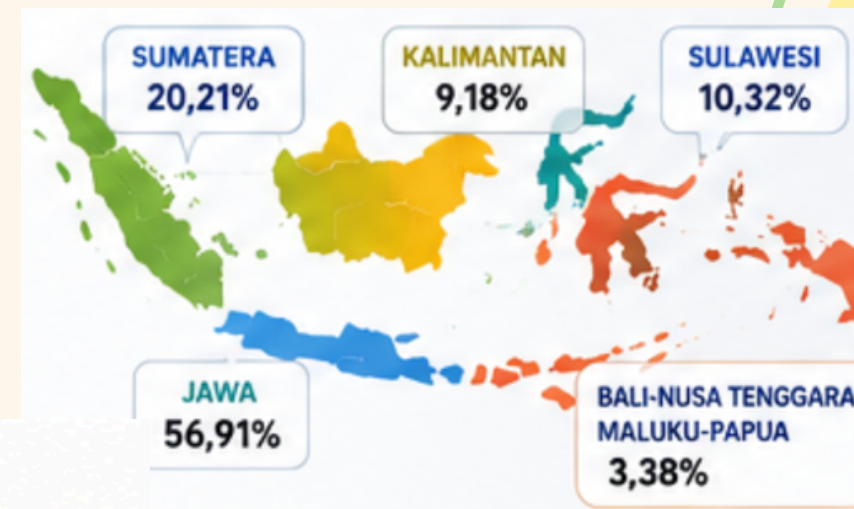 SUMATERA
20,21%
KALIMANTAN
9,18%
SULAWESI
10,32%
JAWA
56,91%
BALI-NUSA TENGGARA
MALUKU-PAPUA
3,38%